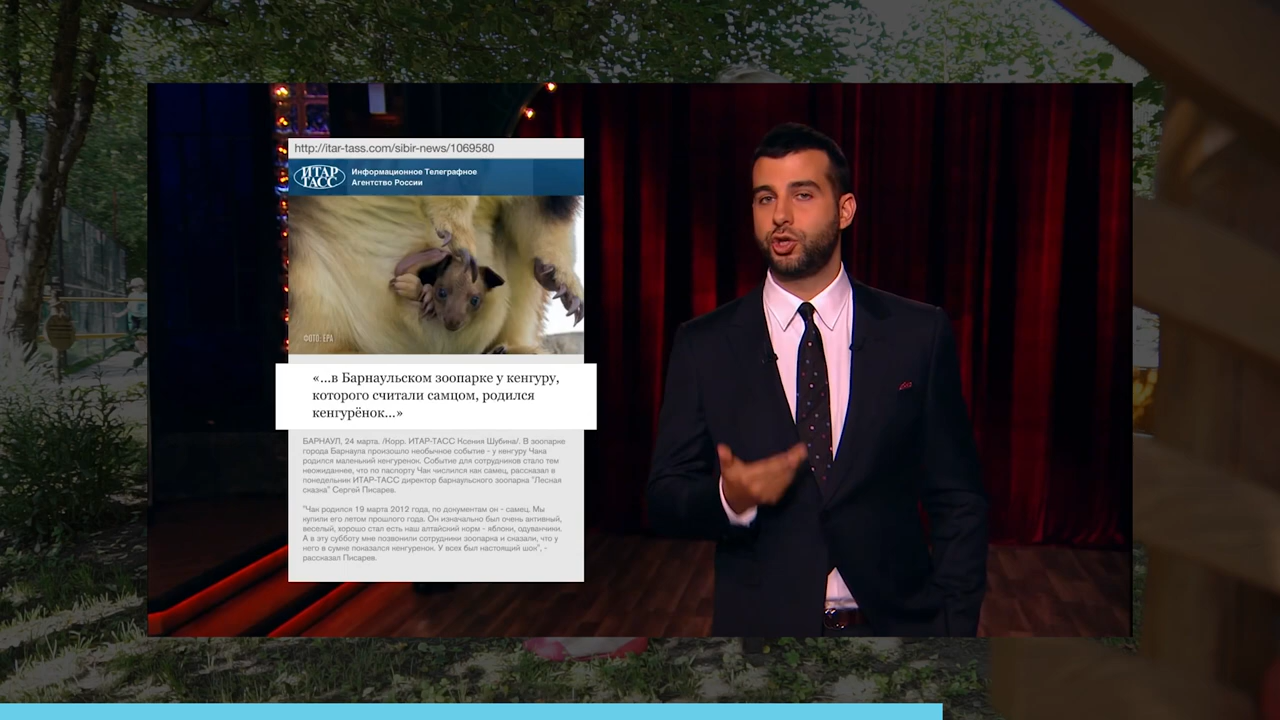 http://itar-tass.com/sibir-news/1069580
ИТАР
ТАСС
Информационное Телеграфное
Агентство России
ФОТО: EPA
«...в Барнаульском зоопарке у кенгуру,
которого считали самцом, родился
кенгурёнок...»
БАРНАУЛ, 24 марта. /Корр. ИТАР-ТАСС Ксения Шубина/. В зоопарке
города Барнаула произошло необычное событие - у кенгуру Чака
родился маленький кенгуренок. Событие для сотрудников стало тем
неожиданнее, что по паспорту Чак числился как самец, рассказал в
понедельник ИТАР-ТАСС директор барнаульского зоопарка "Лесная
сказка" Сергей Писарев.
"Чак родился 19 марта 2012 года, по документам он - самец. Мы
купили его летом прошлого года. Он изначально был очень активный,
веселый, хорошо стал есть наш алтайский корм - яблоки, одуванчики.
А в эту субботу мне позвонили сотрудники зоопарка и сказали, что у
него в сумке показался кенгуренок. У всех был настоящий шок", -
рассказал Писарев.